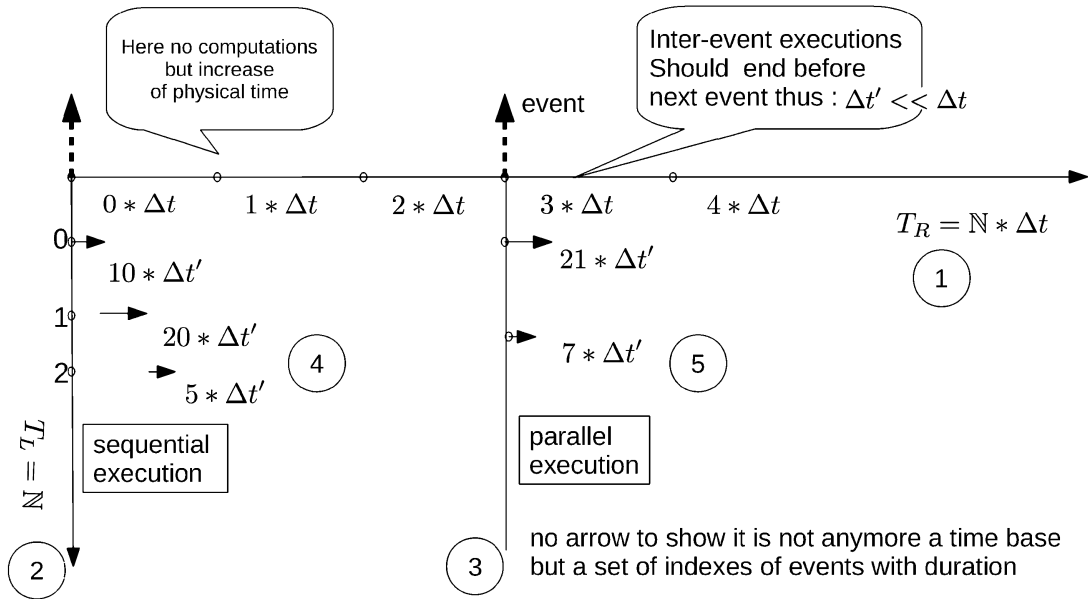 Here no computations
but increase
of physical time
Inter-event executions
Should end before
next event thus : Δt′ << Δt
event
0 ∗ Δt
1 ∗ Δt
2 ∗ Δt
3 ∗ Δt
4 ∗ Δt
T_R = ℕ ∗ Δt
1
0
10 ∗ Δt′
21 ∗ Δt′
1
20 ∗ Δt′
7 ∗ Δt′
4
5
2
5 ∗ Δt′
T_L = ℕ
sequential
execution
parallel
execution
2
3
no arrow to show it is not anymore a time base
but a set of indexes of events with duration